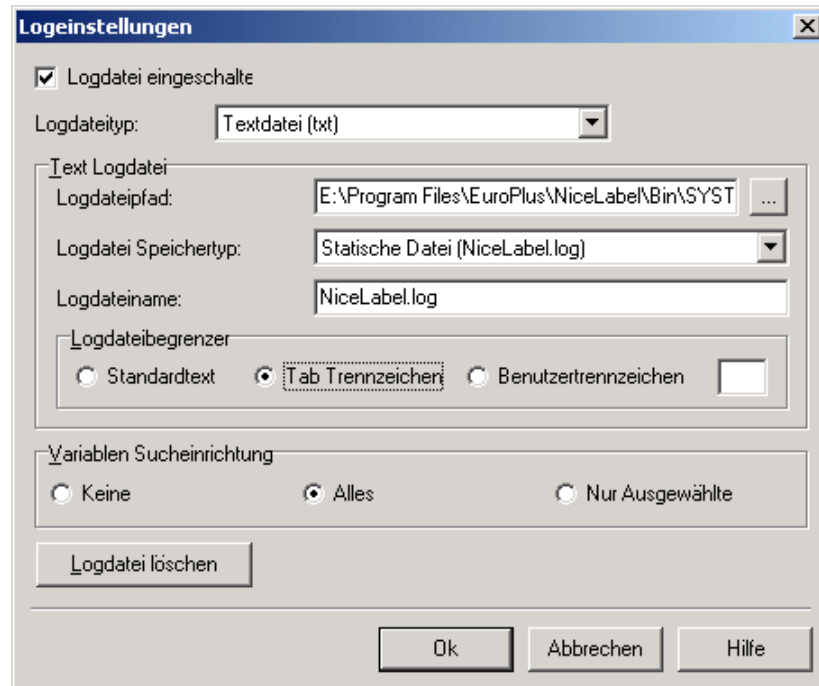 Logeinstellungen
Logdatei eingeschalte
Logdateityp: Textdatei (txt)
Text Logdatei
Logdateipfad: E:\Program Files\EuroPlus\NiceLabel\Bin\SYST ...
Logdatei Speichertyp: Statische Datei (NiceLabel.log)
Logdateiname: NiceLabel.log
Logdateibegrenzer
Standardtext Tab Trennzeichen Benutzertrennzeichen
Variablen Sucheinrichtung
Keine Alles Nur Ausgewählte
Logdatei löschen
Ok Abbrechen Hilfe